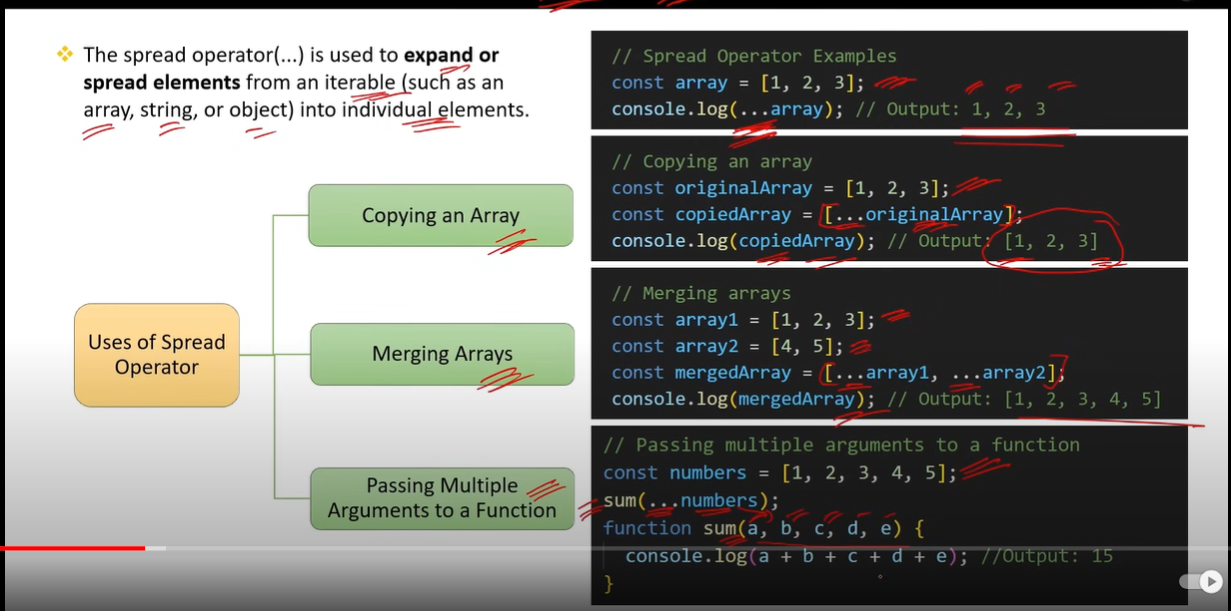 The spread operator(...) is used to expand or
spread elements from an iterable (such as an
array, string, or object) into individual elements.
Uses of Spread
Operator
Copying an Array
Merging Arrays
Passing Multiple
Arguments to a Function
// Spread Operator Examples
const array = [1, 2, 3];
console.log(...array); // Output: 1, 2, 3
// Copying an array
const originalArray = [1, 2, 3];
const copiedArray = [...originalArray];
console.log(copiedArray); // Output: [1, 2, 3]
// Merging arrays
const array1 = [1, 2, 3];
const array2 = [4, 5];
const mergedArray = [...array1, ...array2];
console.log(mergedArray); // Output: [1, 2, 3, 4, 5]
// Passing multiple arguments to a function
const numbers = [1, 2, 3, 4, 5];
sum(...numbers);
function sum(a, b, c, d, e) {
console.log(a + b + c + d + e); //Output: 15
}